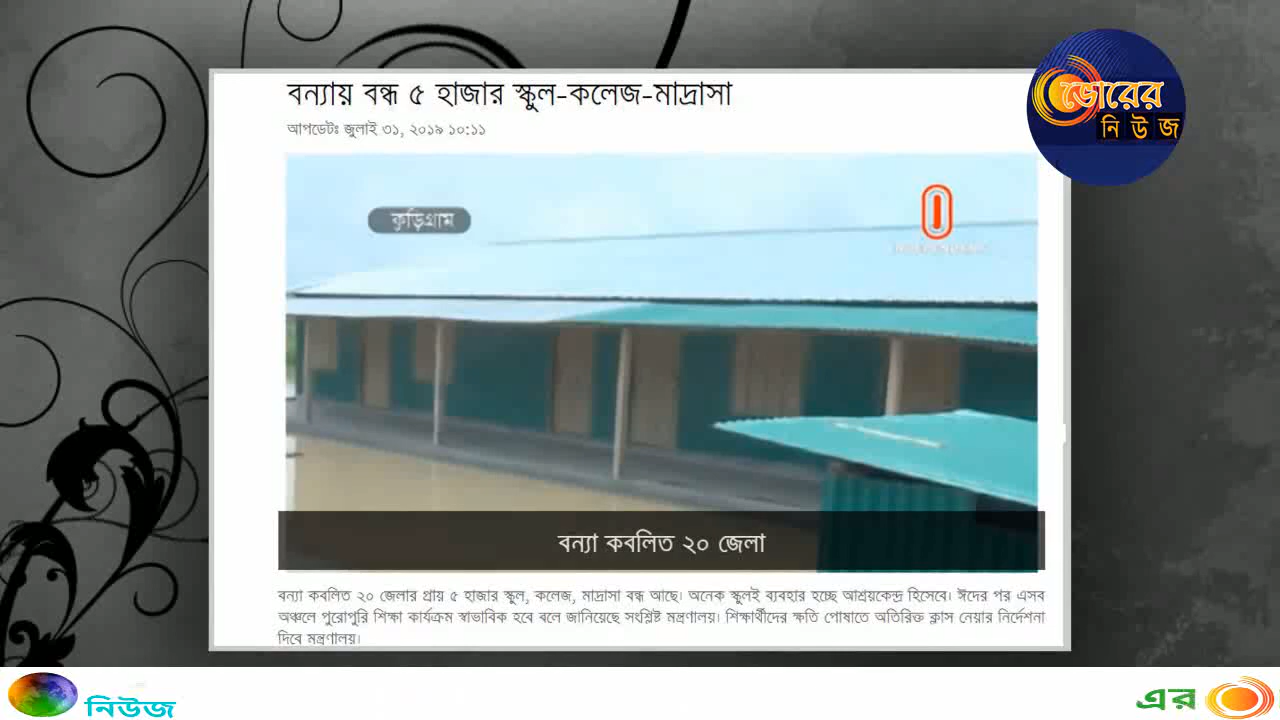 বন্যায় বন্ধ ৫ হাজার স্কুল-কলেজ-মাদ্রাসা
আপডেটঃ জুলাই ৩১, ২০১৯ ১০:১১
ভোরের
নিউজ
কুড়িগ্রাম
বন্যা কবলিত ২০ জেলা
বন্যা কবলিত ২০ জেলার প্রায় ৫ হাজার স্কুল, কলেজ, মাদ্রাসা বন্ধ আছে। অনেক স্কুলই ব্যবহার হচ্ছে আশ্রয়কেন্দ্র হিসেবে। ঈদের পর এসব
অঞ্চলে পুরোপুরি শিক্ষা কার্যক্রম স্বাভাবিক হবে বলে জানিয়েছে সংশ্লিষ্ট মন্ত্রণালয়। শিক্ষার্থীদের ক্ষতি পোষাতে অতিরিক্ত ক্লাস নেয়ার নির্দেশনা
দিবে মন্ত্রণালয়।
নিউজ
এর